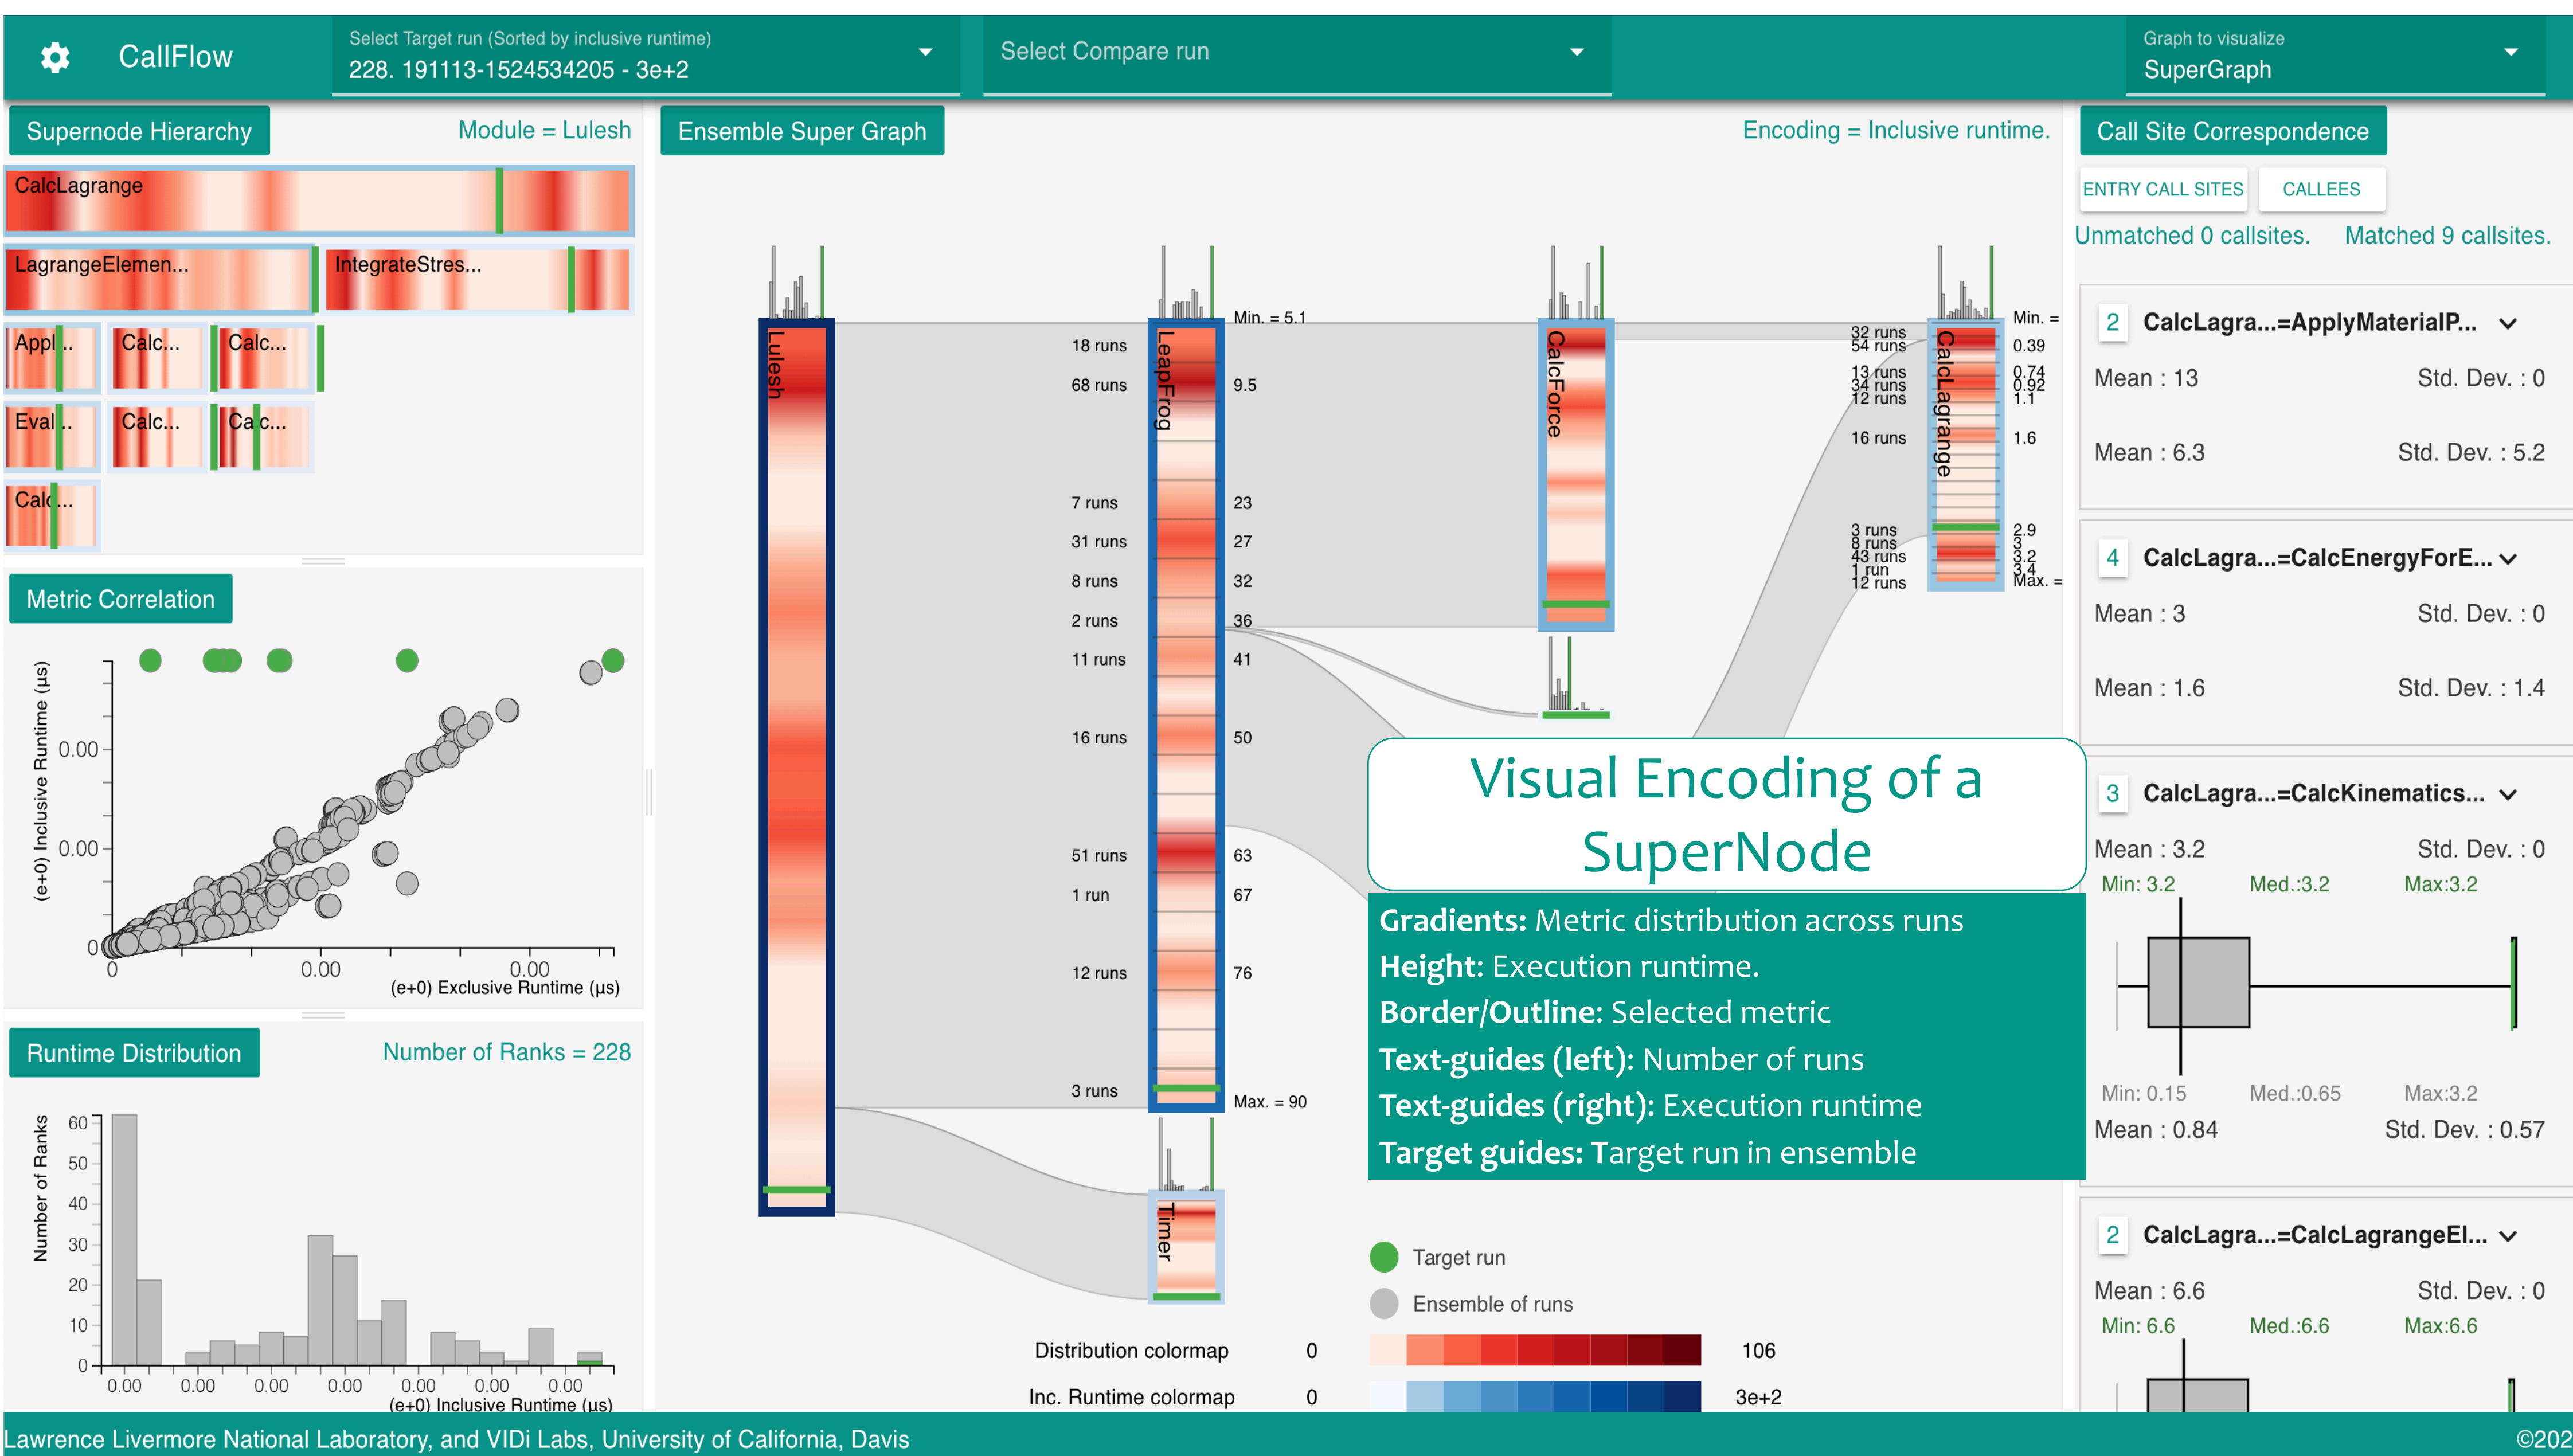 CallFlow
Select Target run (Sorted by inclusive runtime)
228. 191113-1524534205 - 3e+2
Select Compare run
Graph to visualize
SuperGraph
Supernode Hierarchy
Module = Lulesh
CalcLagrange
LagrangeElemen...
IntegrateStres...
Appl...
Calc...
Calc...
Eval...
Calc...
Calc...
Calc...
Metric Correlation
(e+0) Inclusive Runtime (μs)
0.00
0.00
0
0
0.00
0.00
(e+0) Exclusive Runtime (μs)
Runtime Distribution
Number of Ranks = 228
Number of Ranks
60
50
40
30
20
10
0
0.00
0.00
0.00
0.00
0.00
0.00
0.00
(e+0) Inclusive Runtime (μs)
Ensemble Super Graph
Encoding = Inclusive runtime.
Lulesh
LeapFrog
18 runs
68 runs
7 runs
31 runs
8 runs
2 runs
11 runs
16 runs
51 runs
1 run
12 runs
3 runs
Min. = 5.1
9.5
23
27
32
36
41
50
63
67
76
Max. = 90
Timer
CalcForce
CalcLagrange
32 runs
54 runs
13 runs
34 runs
12 runs
16 runs
3 runs
8 runs
43 runs
1 run
12 runs
Min. =
0.39
0.74
0.92
1.1
1.6
2.9
3
3.2
3.4
Max. =
Visual Encoding of a
SuperNode
Gradients: Metric distribution across runs
Height: Execution runtime.
Border/Outline: Selected metric
Text-guides (left): Number of runs
Text-guides (right): Execution runtime
Target guides: Target run in ensemble
Target run
Ensemble of runs
Distribution colormap
0
106
Inc. Runtime colormap
0
3e+2
Call Site Correspondence
ENTRY CALL SITES
CALLEES
Unmatched 0 callsites.
Matched 9 callsites.
2
CalcLagra...=ApplyMaterialP...
Mean : 13
Std. Dev. : 0
Mean : 6.3
Std. Dev. : 5.2
4
CalcLagra...=CalcEnergyForE...
Mean : 3
Std. Dev. : 0
Mean : 1.6
Std. Dev. : 1.4
3
CalcLagra...=CalcKinematics...
Mean : 3.2
Std. Dev. : 0
Min: 3.2
Med.:3.2
Max:3.2
Min: 0.15
Med.:0.65
Max:3.2
Mean : 0.84
Std. Dev. : 0.57
2
CalcLagra...=CalcLagrangeEl...
Mean : 6.6
Std. Dev. : 0
Min: 6.6
Med.:6.6
Max:6.6
Lawrence Livermore National Laboratory, and VIDi Labs, University of California, Davis
©202